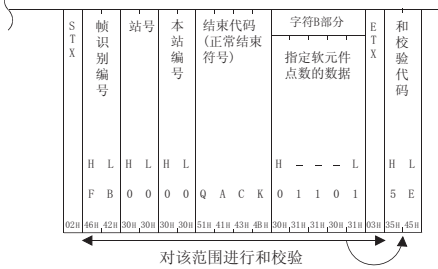 S T X
帧识别编号
站号
本站编号
结束代码
(正常结束
符号)
字符B部分
指定软元件
点数的数据
E T X
和校验代码
H L H L H L H - - - L H L
F B 0 0 0 0 Q A C K 0 1 1 0 1 5 E
02H 46H 42H 30H 30H 30H 30H 51H 41H 43H 4BH 30H 31H 31H 30H 31H 03H 35H 45H
对该范围进行和校验